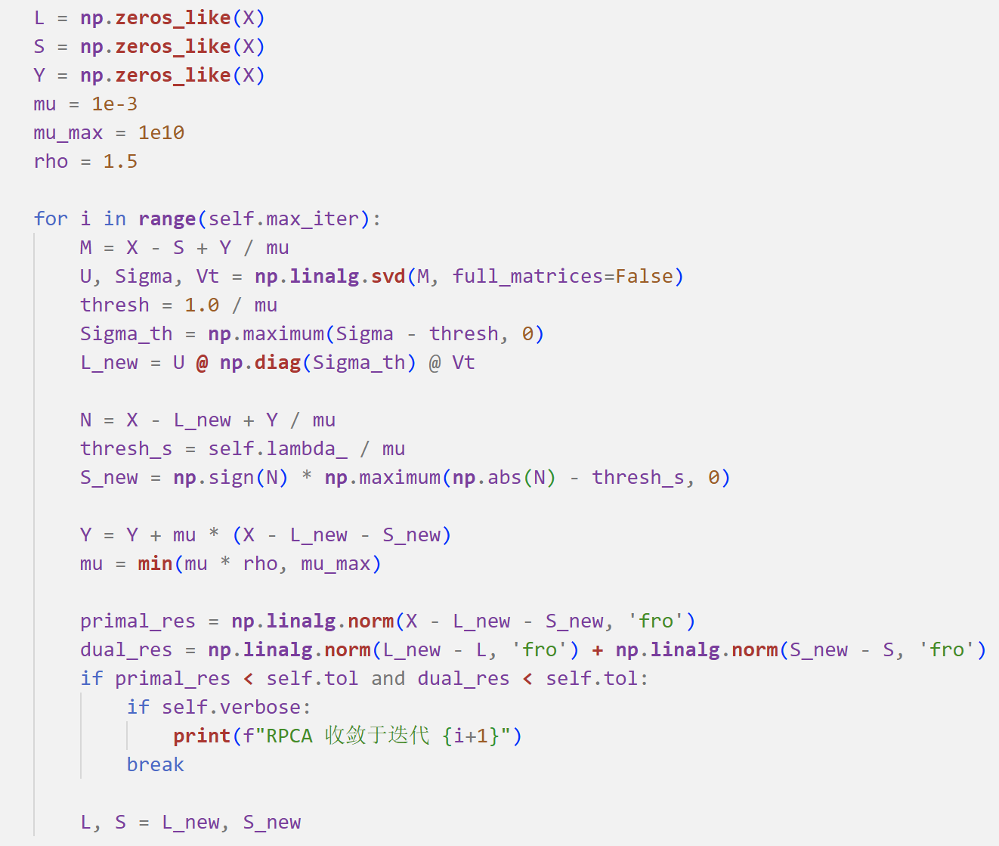 L = np.zeros_like(X)
S = np.zeros_like(X)
Y = np.zeros_like(X)
mu = 1e-3
mu_max = 1e10
rho = 1.5
for i in range(self.max_iter):
M = X - S + Y / mu
U, Sigma, Vt = np.linalg.svd(M, full_matrices=False)
thresh = 1.0 / mu
Sigma_th = np.maximum(Sigma - thresh, 0)
L_new = U @ np.diag(Sigma_th) @ Vt
N = X - L_new + Y / mu
thresh_s = self.lambda_ / mu
S_new = np.sign(N) * np.maximum(np.abs(N) - thresh_s, 0)
Y = Y + mu * (X - L_new - S_new)
mu = min(mu * rho, mu_max)
primal_res = np.linalg.norm(X - L_new - S_new, 'fro')
dual_res = np.linalg.norm(L_new - L, 'fro') + np.linalg.norm(S_new - S, 'fro')
if primal_res < self.tol and dual_res < self.tol:
if self.verbose:
print(f"RPCA 收敛于迭代 {i+1}")
break
L, S = L_new, S_new